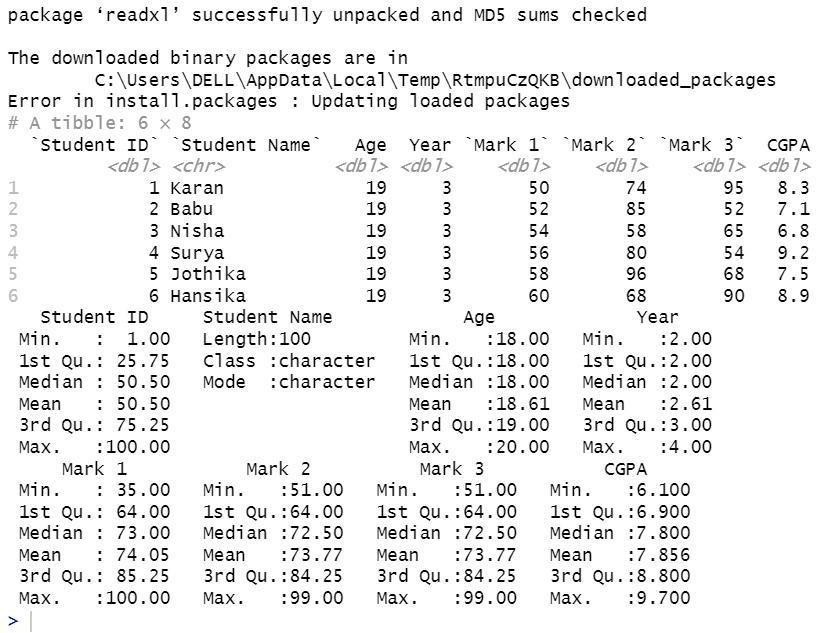 package ‘readxl’ successfully unpacked and MD5 sums checked

The downloaded binary packages are in
        C:\Users\DELL\AppData\Local\Temp\RtmpuCzQKB\downloaded_packages
Error in install.packages : Updating loaded packages
# A tibble: 6 × 8
  `Student ID` `Student Name`   Age  Year `Mark 1` `Mark 2` `Mark 3`  CGPA
         <dbl> <chr>          <dbl> <dbl>    <dbl>    <dbl>    <dbl> <dbl>
1            1 Karan             19     3       50       74       95   8.3
2            2 Babu              19     3       52       85       52   7.1
3            3 Nisha             19     3       54       58       65   6.8
4            4 Surya             19     3       56       80       54   9.2
5            5 Jothika           19     3       58       96       68   7.5
6            6 Hansika           19     3       60       68       90   8.9
   Student ID     Student Name            Age             Year
 Min.   :  1.00   Length:100         Min.   :18.00   Min.   :2.00
 1st Qu.: 25.75   Class :character   1st Qu.:18.00   1st Qu.:2.00
 Median : 50.50   Mode  :character   Median :18.00   Median :2.00
 Mean   : 50.50                      Mean   :18.61   Mean   :2.61
 3rd Qu.: 75.25                      3rd Qu.:19.00   3rd Qu.:3.00
 Max.   :100.00                      Max.   :20.00   Max.   :4.00
     Mark 1           Mark 2          Mark 3           CGPA
 Min.   : 35.00   Min.   :51.00   Min.   :51.00   Min.   :6.100
 1st Qu.: 64.00   1st Qu.:64.00   1st Qu.:64.00   1st Qu.:6.900
 Median : 73.00   Median :72.50   Median :72.50   Median :7.800
 Mean   : 74.05   Mean   :73.77   Mean   :73.77   Mean   :7.856
 3rd Qu.: 85.25   3rd Qu.:84.25   3rd Qu.:84.25   3rd Qu.:8.800
 Max.   :100.00   Max.   :99.00   Max.   :99.00   Max.   :9.700
>